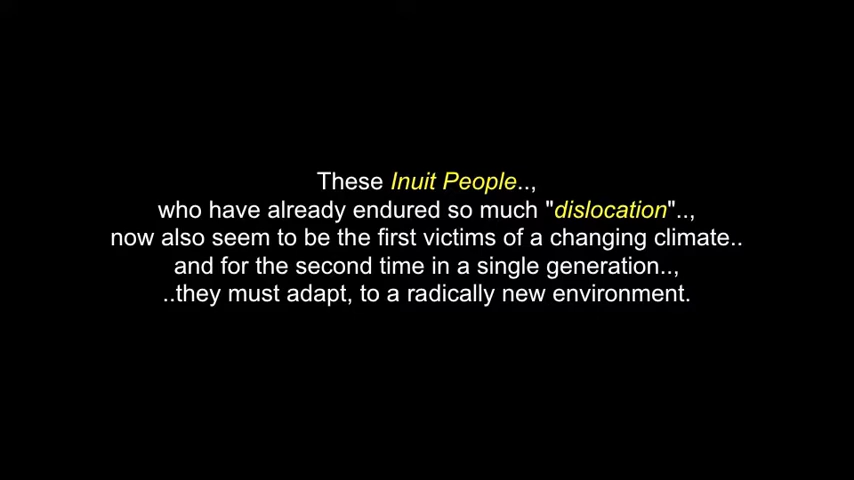 These Inuit People..,
who have already endured so much "dislocation"..,
now also seem to be the first victims of a changing climate..
and for the second time in a single generation..,
..they must adapt, to a radically new environment.